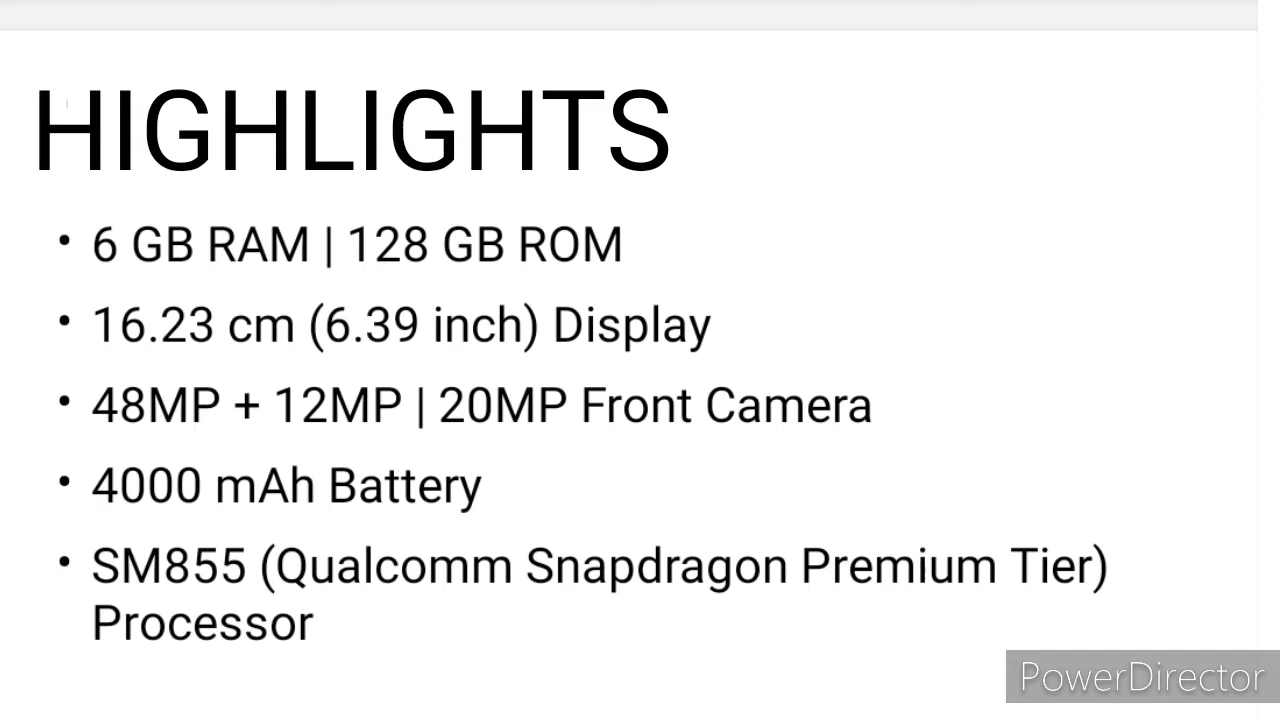 HIGHLIGHTS
• 6 GB RAM | 128 GB ROM
• 16.23 cm (6.39 inch) Display
• 48MP + 12MP | 20MP Front Camera
• 4000 mAh Battery
• SM855 (Qualcomm Snapdragon Premium Tier)
Processor
PowerDirector